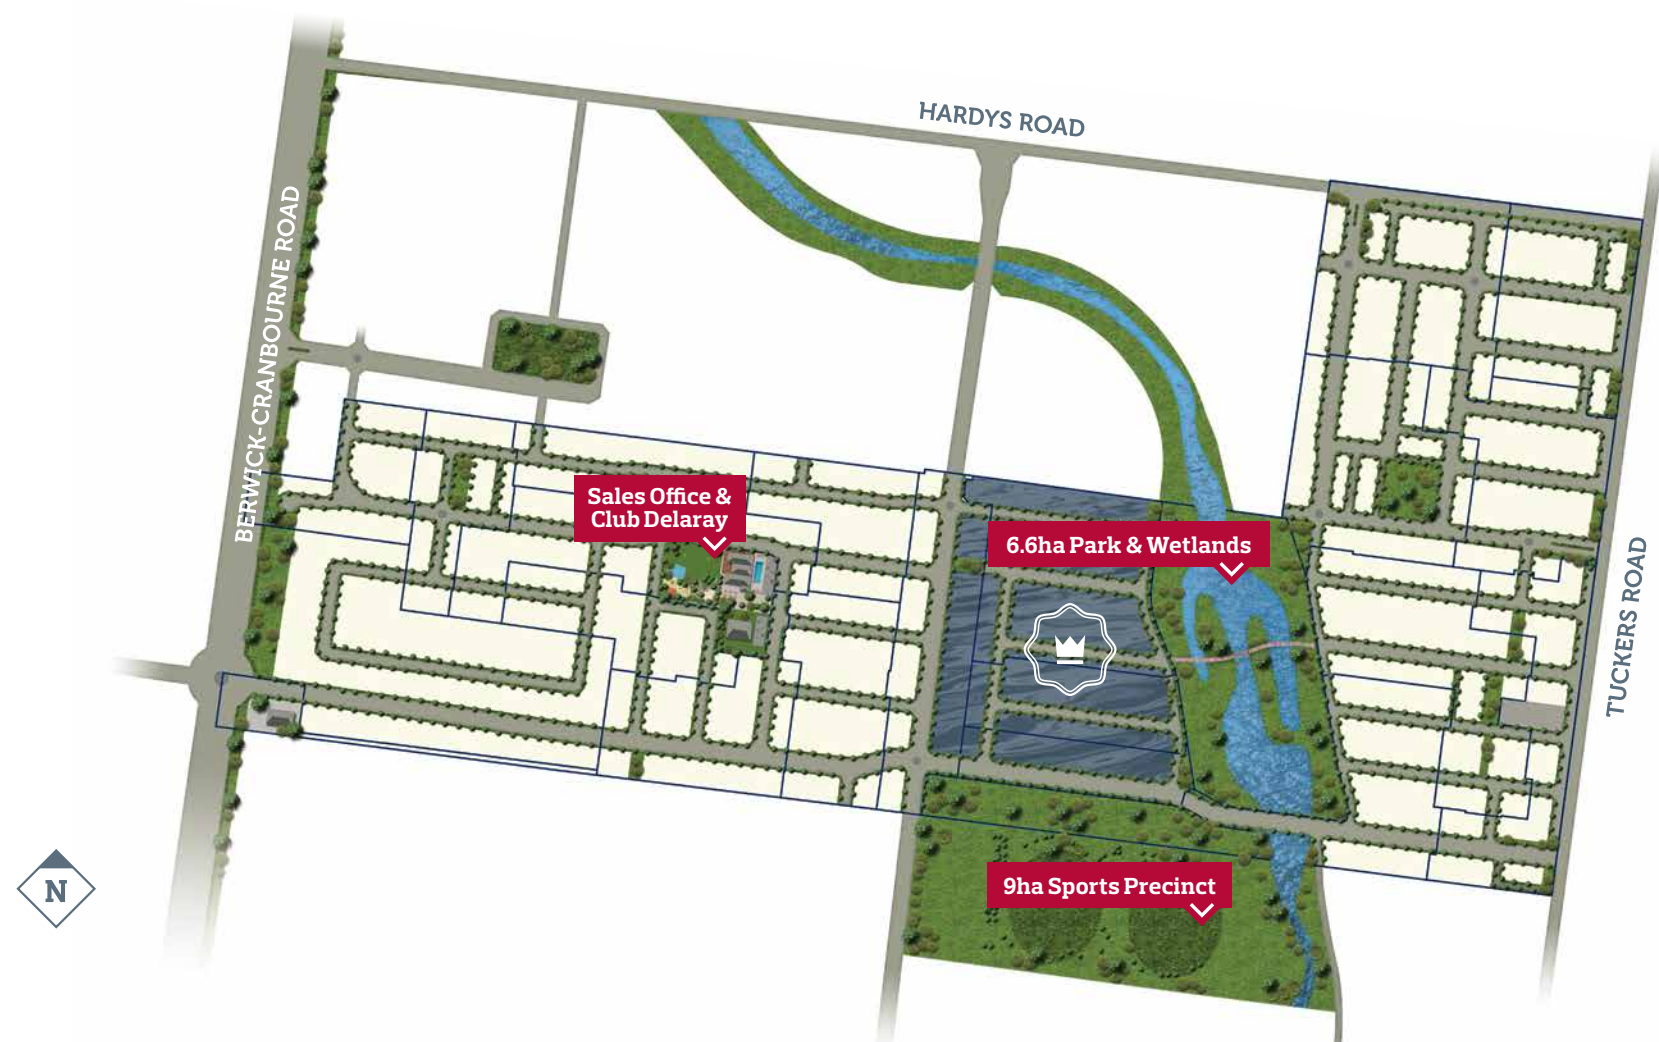 HARDYS ROAD
BERWICK-CRANBOURNE ROAD
Sales Office &
Club Delaray
6.6ha Park & Wetlands
TUCKERS ROAD
9ha Sports Precinct
N